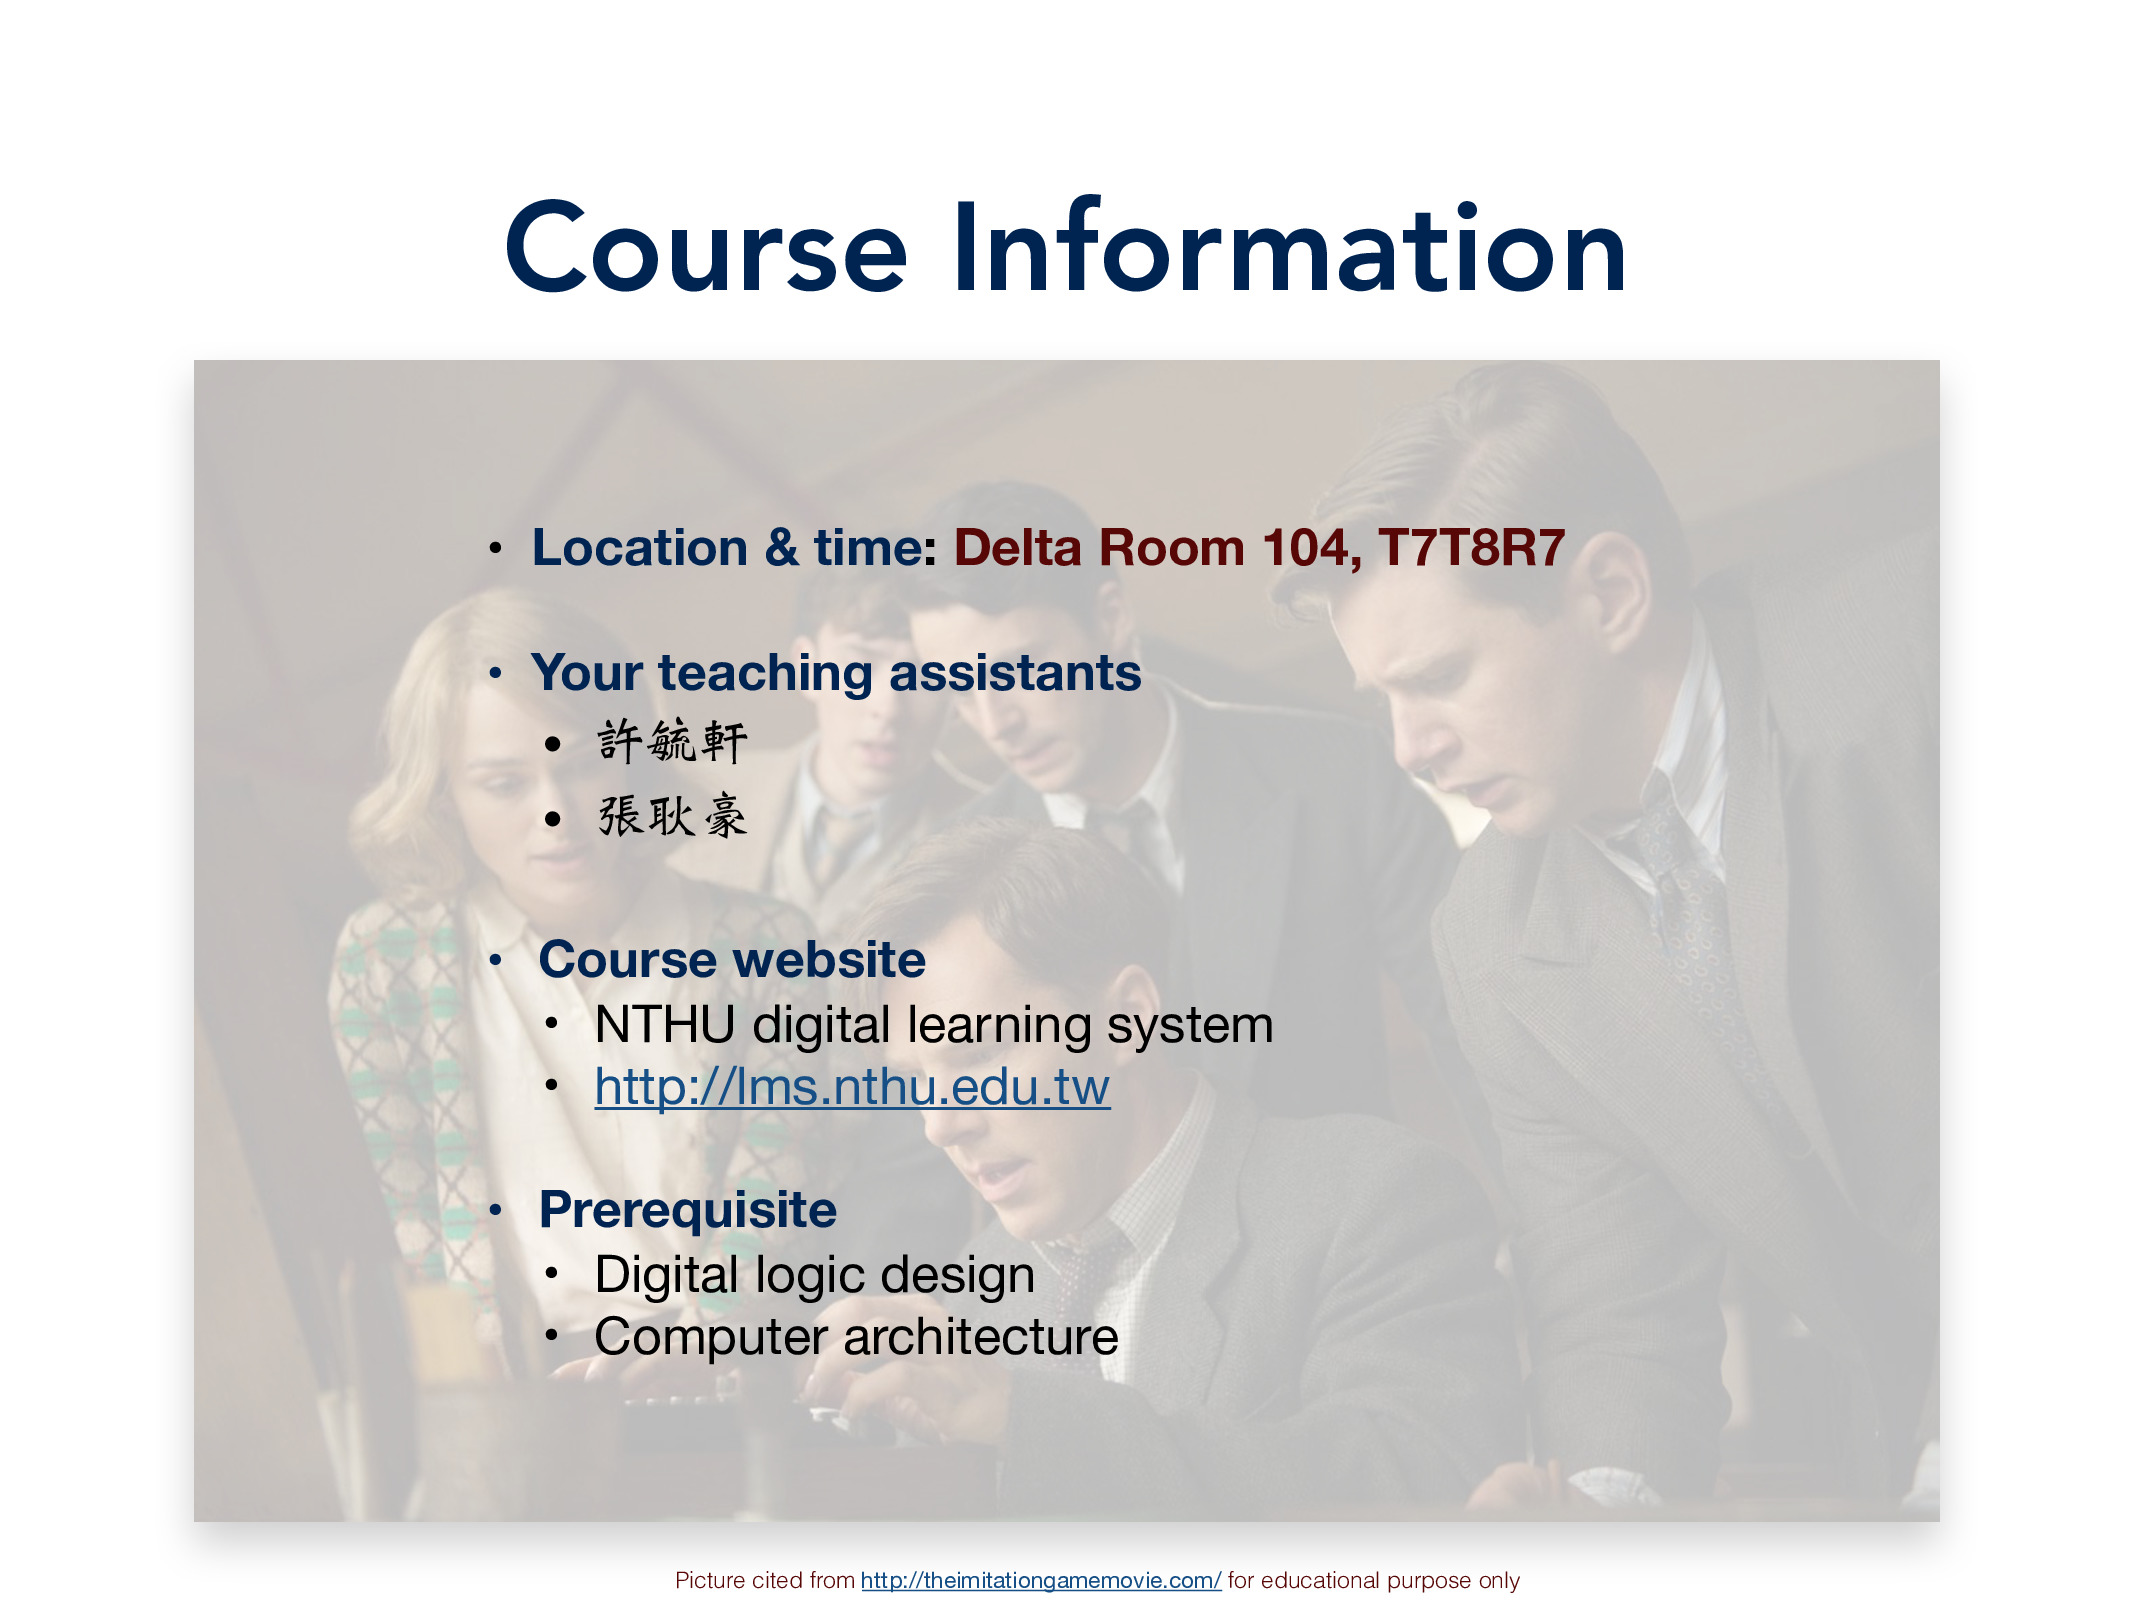 Course Information
• Location & time: Delta Room 104, T7T8R7
• Your teaching assistants
• 許毓軒
• 張耿豪
• Course website
• NTHU digital learning system
• http://lms.nthu.edu.tw
• Prerequisite
• Digital logic design
• Computer architecture
Picture cited from http://theimitationgamemovie.com/ for educational purpose only